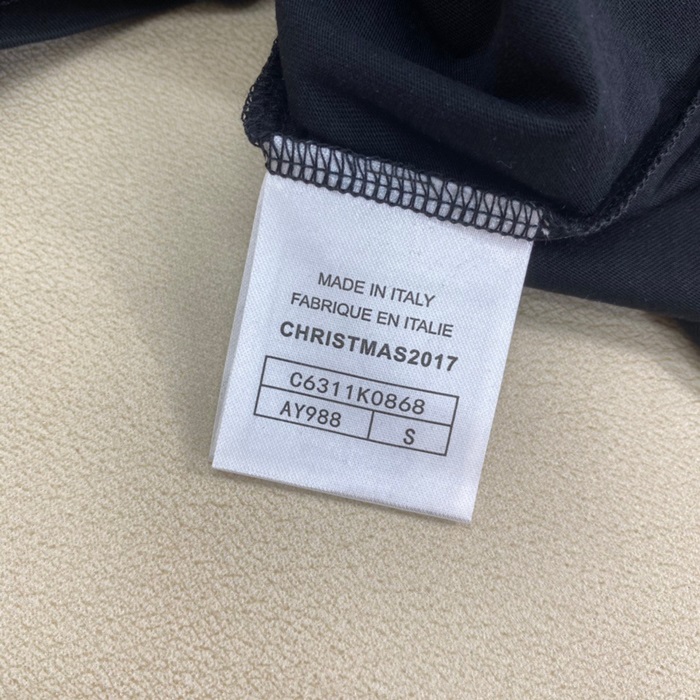 MADE IN ITALY
FABRIQUE EN ITALIE
CHRISTMAS2017
C6311K0868
AY988 S